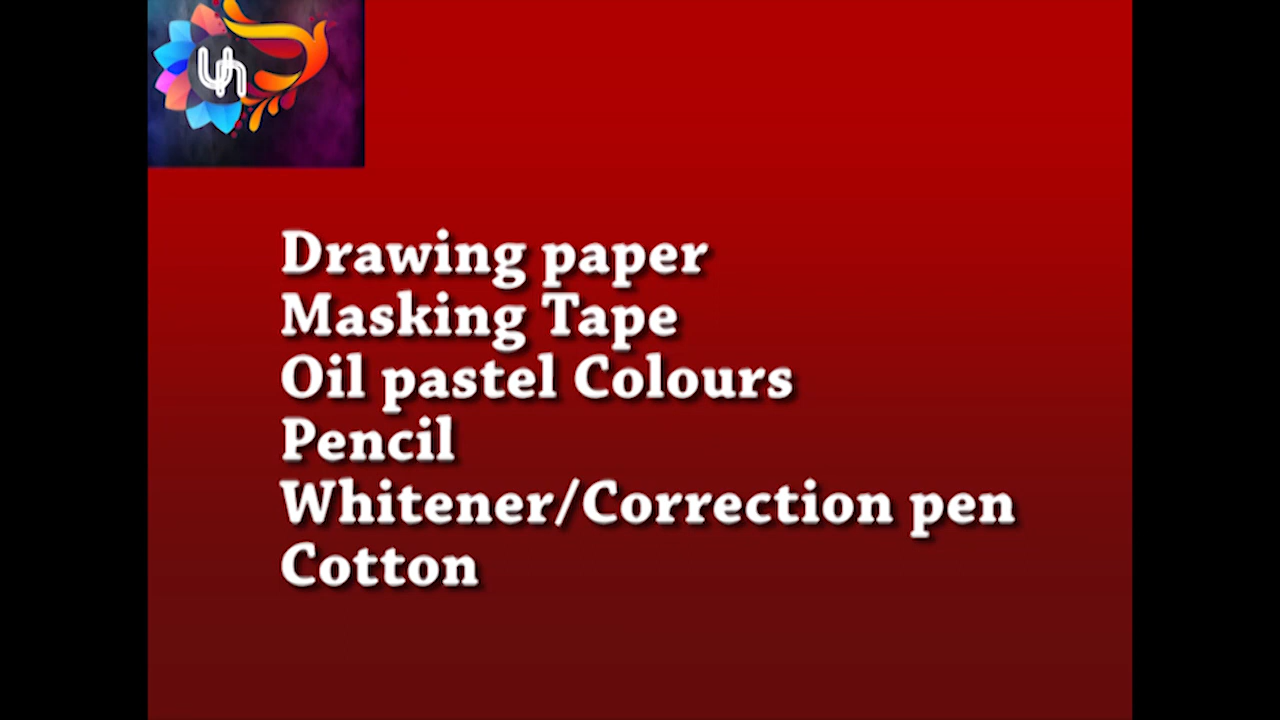 Drawing paper
Masking Tape
Oil pastel Colours
Pencil
Whitener/Correction pen
Cotton